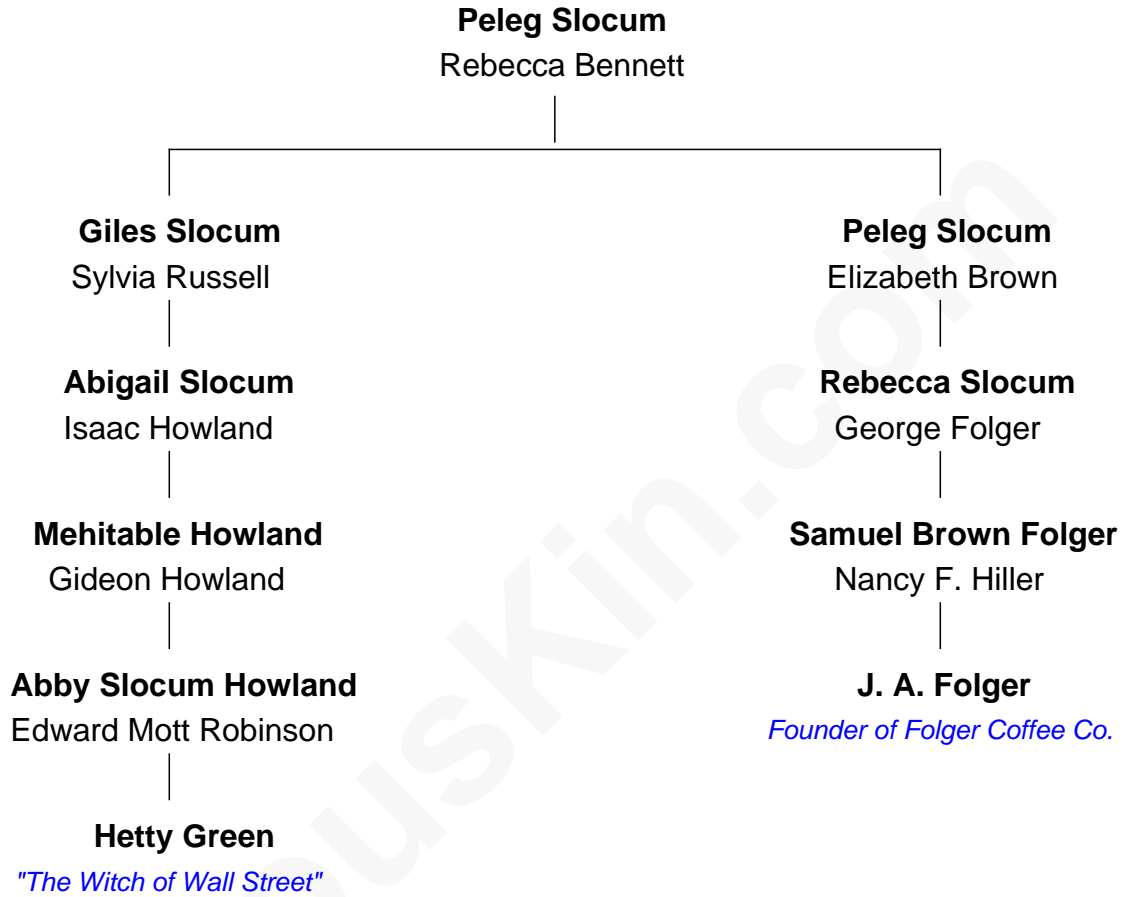 Peleg Slocum
Rebecca Bennett
Giles Slocum
Sylvia Russell
Peleg Slocum
Elizabeth Brown
Abigail Slocum
Isaac Howland
Rebecca Slocum
George Folger
Mehitable Howland
Gideon Howland
Samuel Brown Folger
Nancy F. Hiller
Abby Slocum Howland
Edward Mott Robinson
J. A. Folger
Founder of Folger Coffee Co.
Hetty Green
"The Witch of Wall Street"
ousKin.com